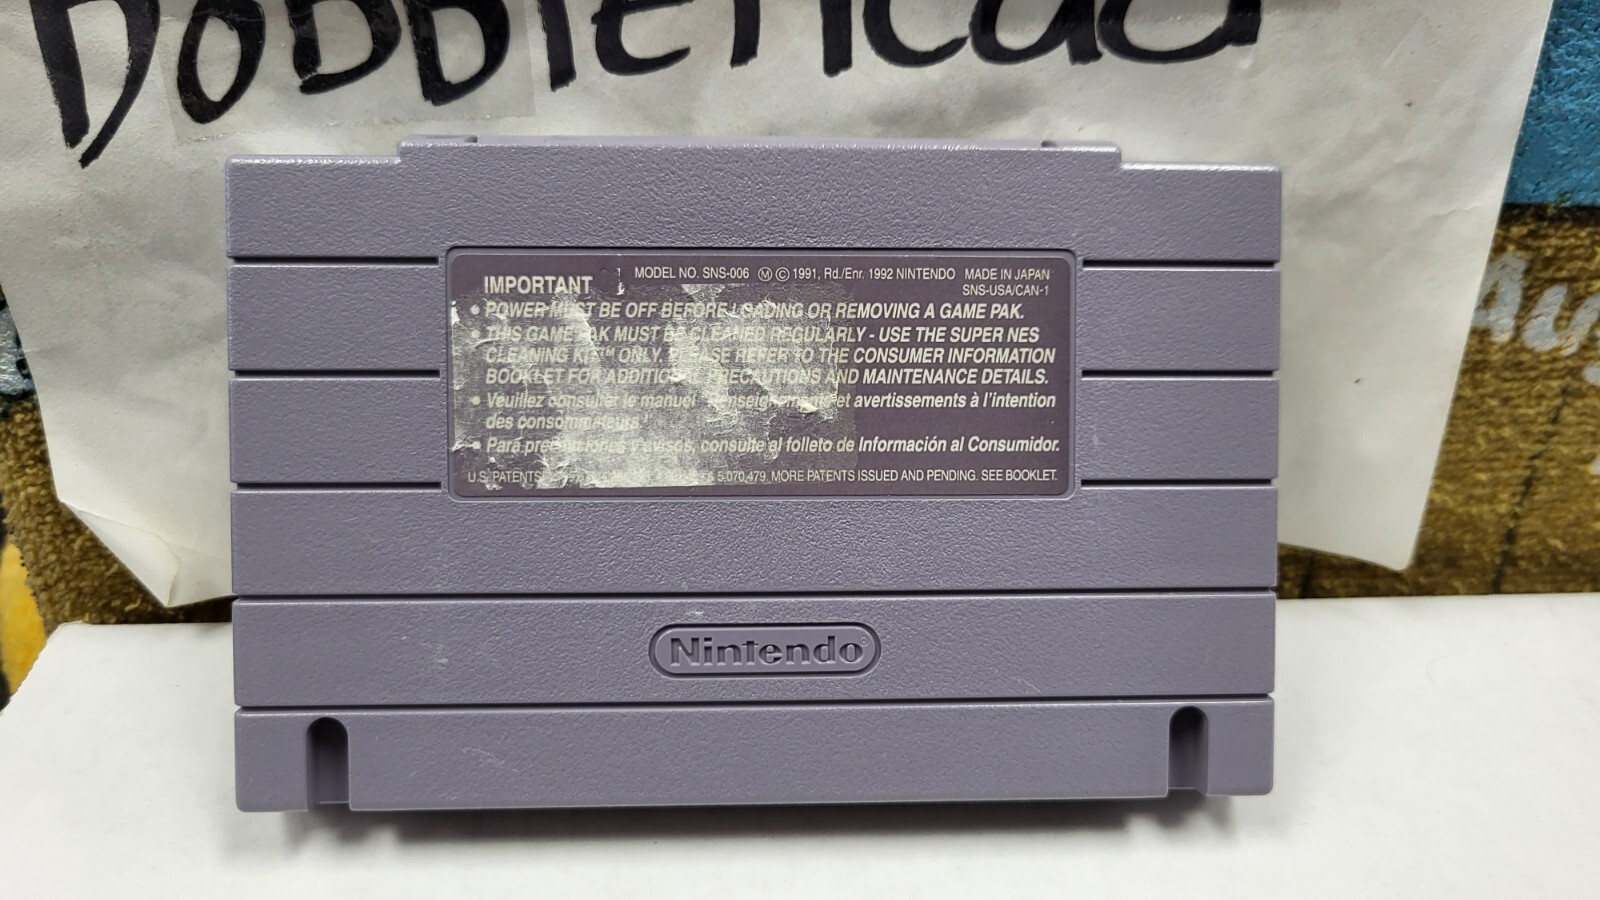 BobbleHead
IMPORTANT MODEL NO. SNS-006 Ⓜ © 1991, Rd./Enr. 1992 NINTENDO MADE IN JAPAN
SNS-USA/CAN-1
• POWER MUST BE OFF BEFORE LOADING OR REMOVING A GAME PAK.
• THIS GAME PAK MUST BE CLEANED REGULARLY - USE THE SUPER NES
CLEANING KIT™ ONLY. PLEASE REFER TO THE CONSUMER INFORMATION
BOOKLET FOR ADDITIONAL PRECAUTIONS AND MAINTENANCE DETAILS.
• Veuillez consulter le manuel d'enseignements et avertissements à l'intention
des consommateurs.
• Para precauciones y avisos, consulte el folleto de Información al Consumidor.
U.S. PATENTS 5,070,479. MORE PATENTS ISSUED AND PENDING. SEE BOOKLET.
Nintendo®